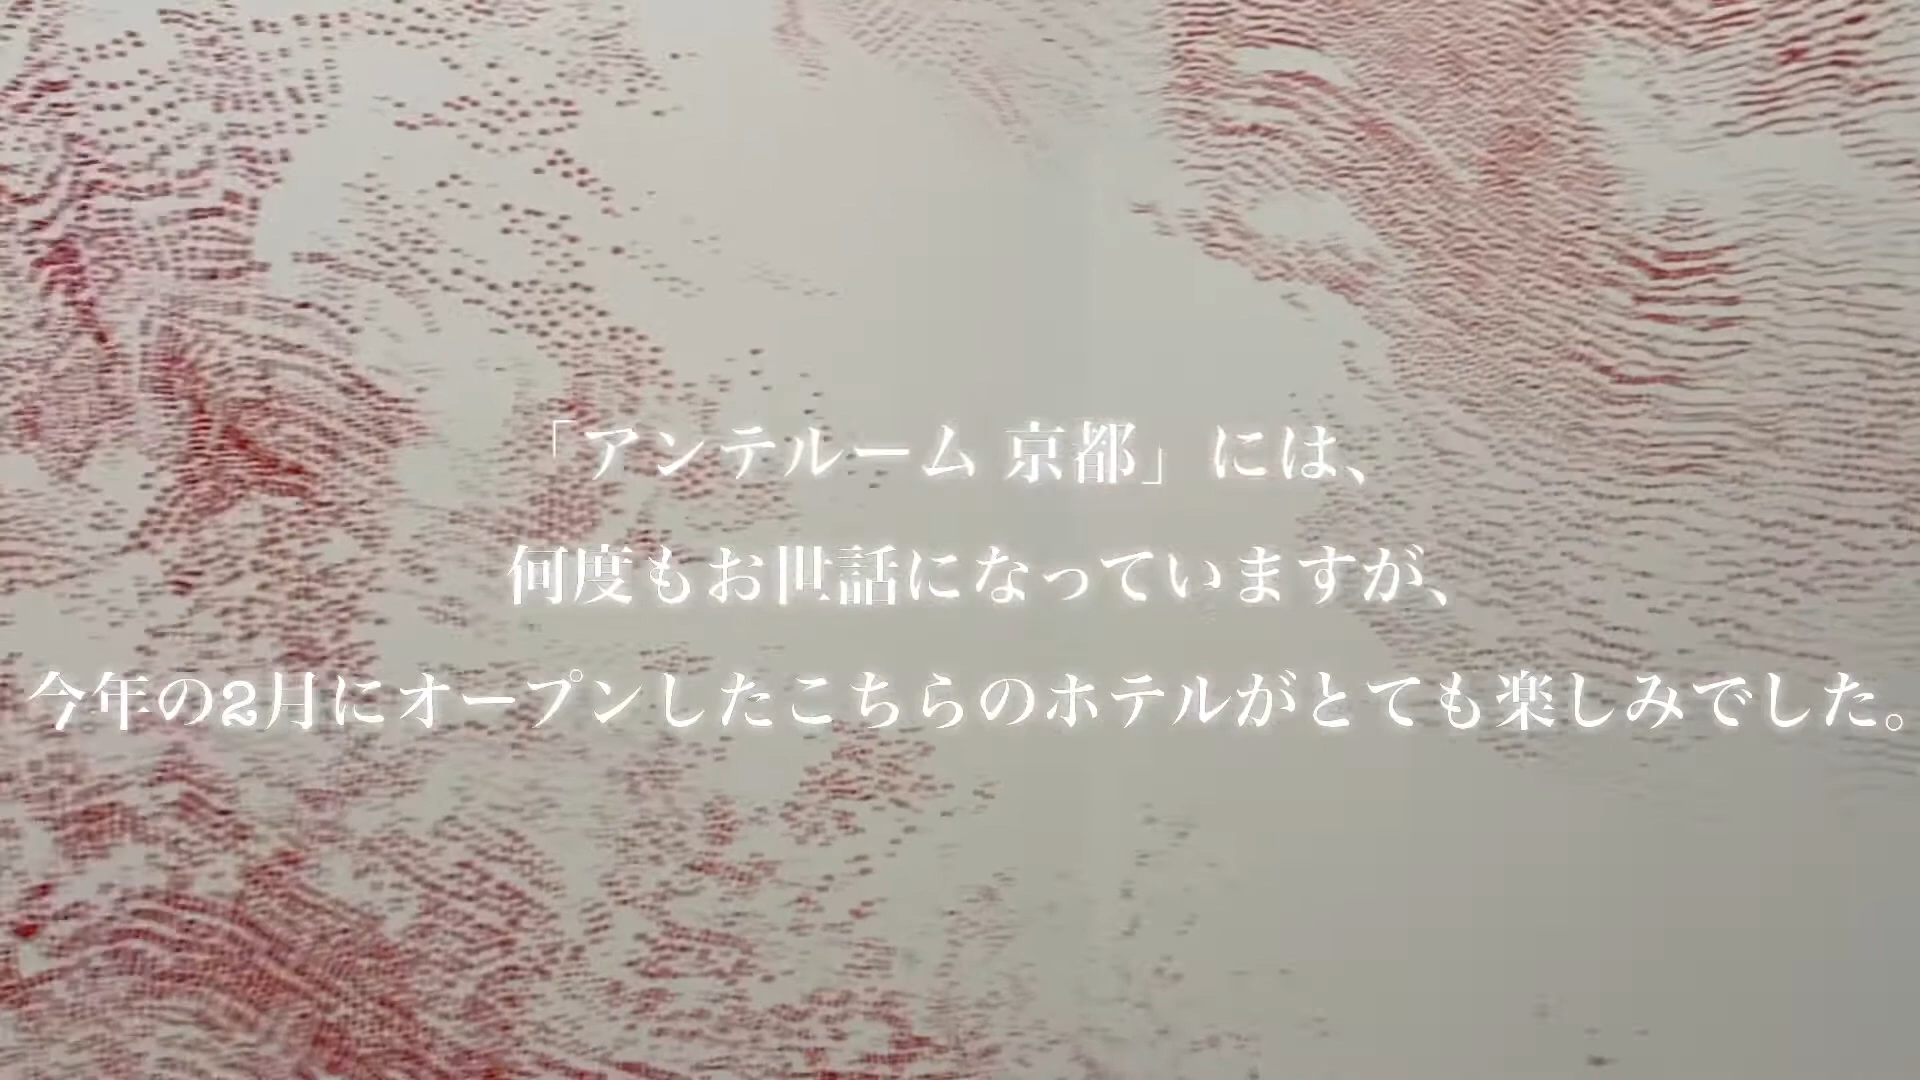 「アンテルーム 京都」には、
何度もお世話になっていますが、
今年の2月にオープンしたこちらのホテルがとても楽しみでした。